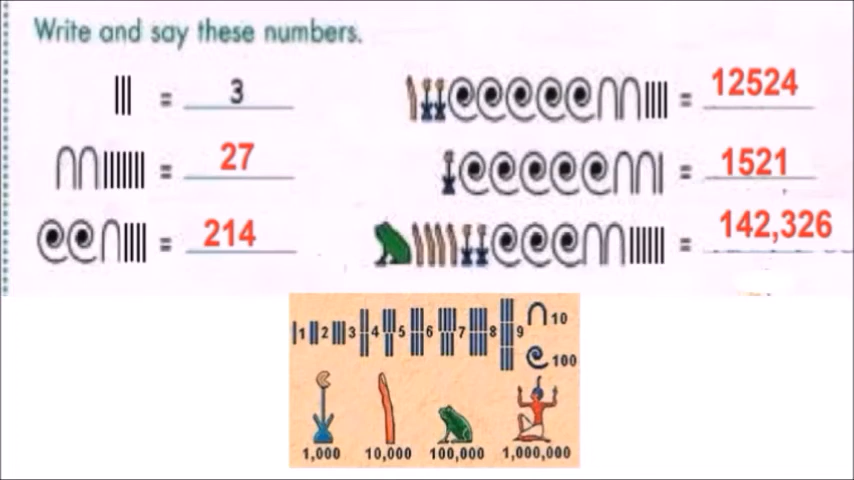 Write and say these numbers.
= 3
= 12524
= 27
= 1521
= 214
= 142,326
1 2 3 4 5 6 7 8 9 10
100
1,000 10,000 100,000 1,000,000